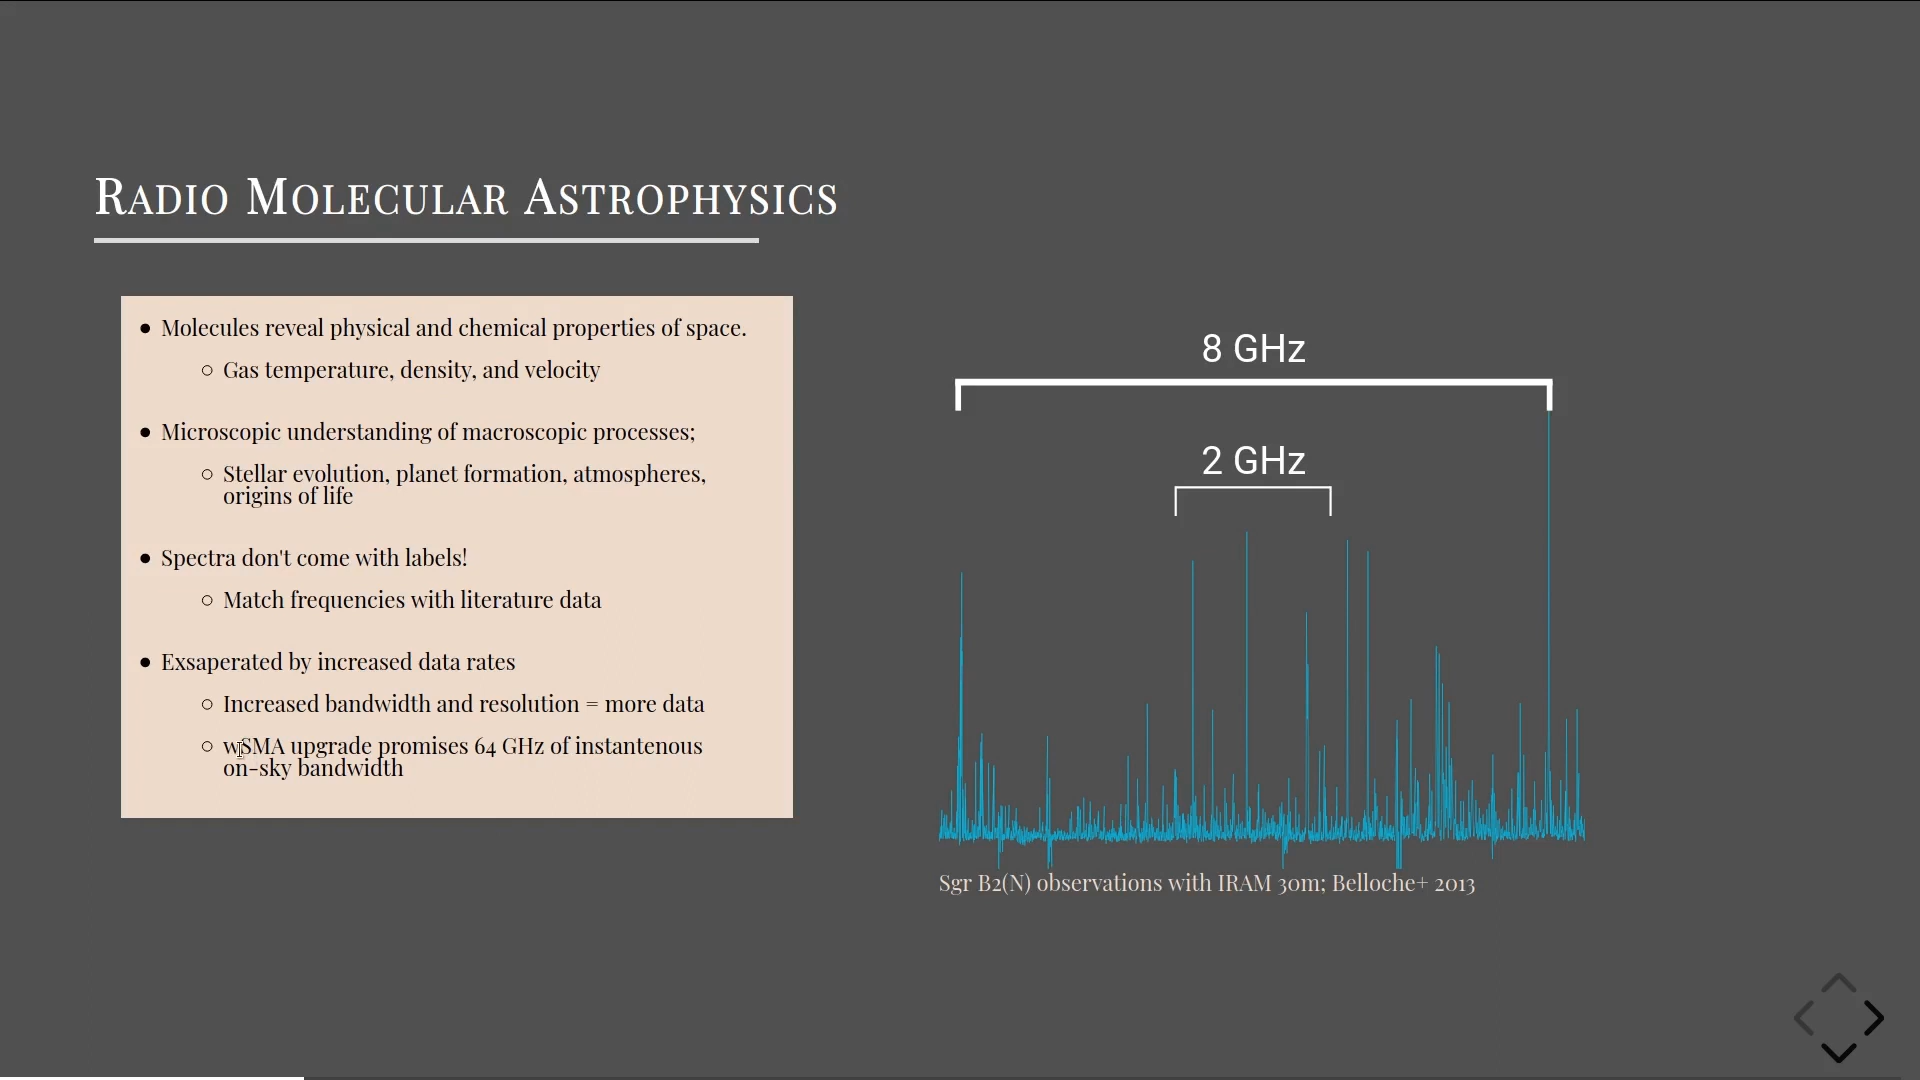 Radio Molecular Astrophysics
Molecules reveal physical and chemical properties of space.
Gas temperature, density, and velocity
Microscopic understanding of macroscopic processes;
Stellar evolution, planet formation, atmospheres,
origins of life
Spectra don't come with labels!
Match frequencies with literature data
Exsaperated by increased data rates
Increased bandwidth and resolution = more data
wSMA upgrade promises 64 GHz of instantenous
on-sky bandwidth
8 GHz
2 GHz
Sgr B2(N) observations with IRAM 30m; Belloche+ 2013